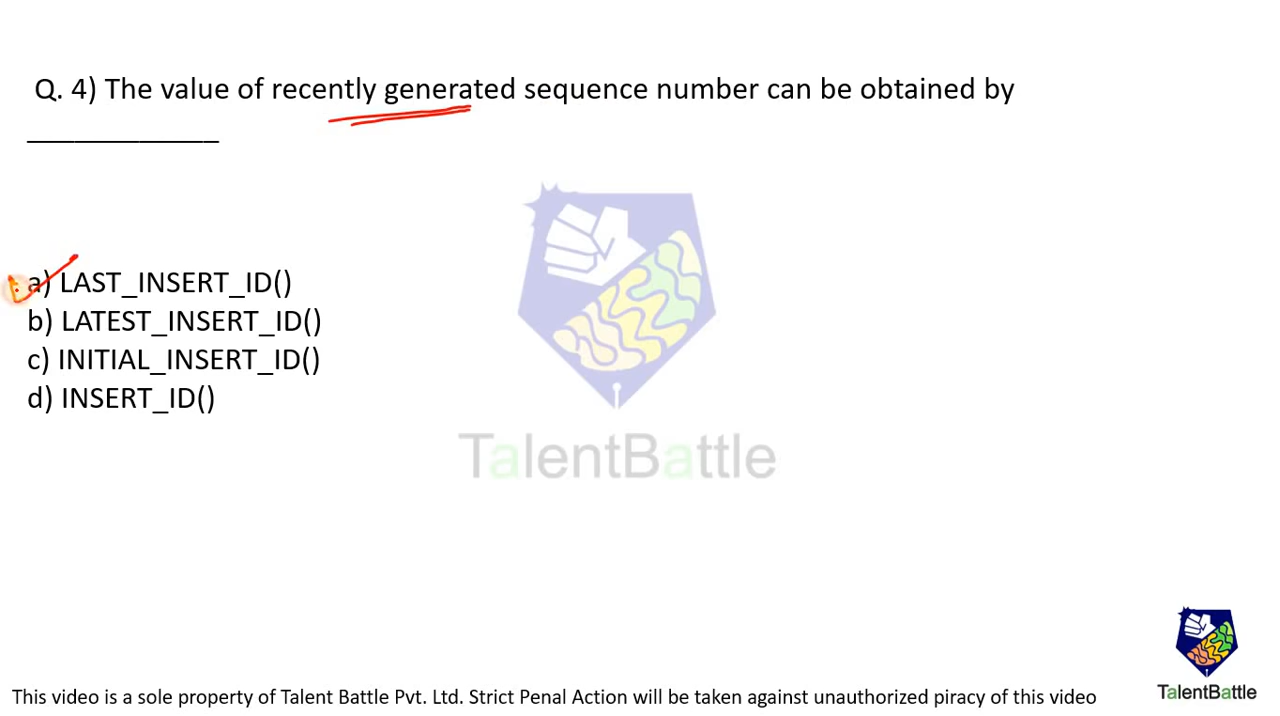 Q. 4) The value of recently generated sequence number can be obtained by
____________
a) LAST_INSERT_ID()
b) LATEST_INSERT_ID()
c) INITIAL_INSERT_ID()
d) INSERT_ID()
TalentBattle
TalentBattle
This video is a sole property of Talent Battle Pvt. Ltd. Strict Penal Action will be taken against unauthorized piracy of this video